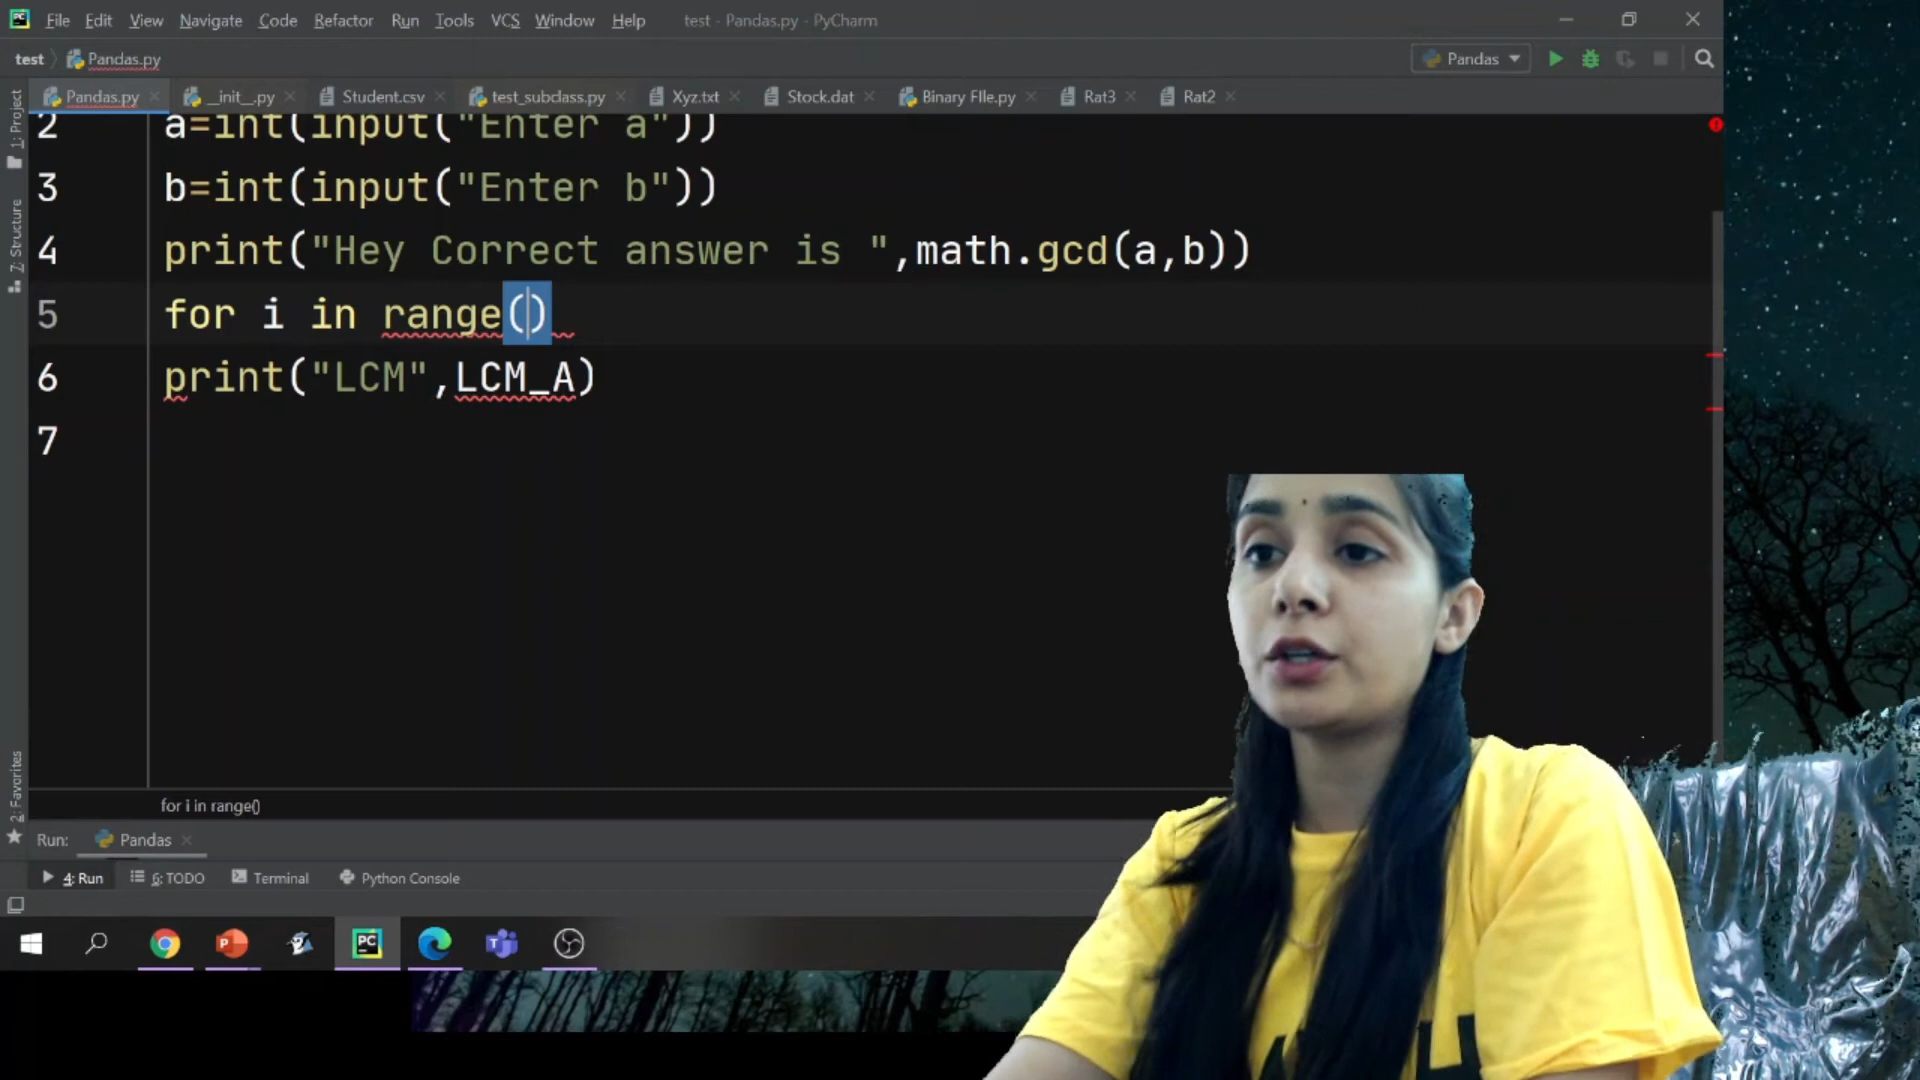 File Edit View Navigate Code Refactor Run Tools VCS Window Help test - Pandas.py - PyCharm
test Pandas.py Pandas
Pandas.py __init__.py Student.csv test_subclass.py Xyz.txt Stock.dat Binary FIle.py Rat3 Rat2
1: Project
7: Structure
2: Favorites
2 a=int(input("Enter a"))
3 b=int(input("Enter b"))
4 print("Hey Correct answer is ",math.gcd(a,b))
5 for i in range()
6 print("LCM",LCM_A)
7
for i in range()
Run: Pandas
4: Run 6: TODO Terminal Python Console